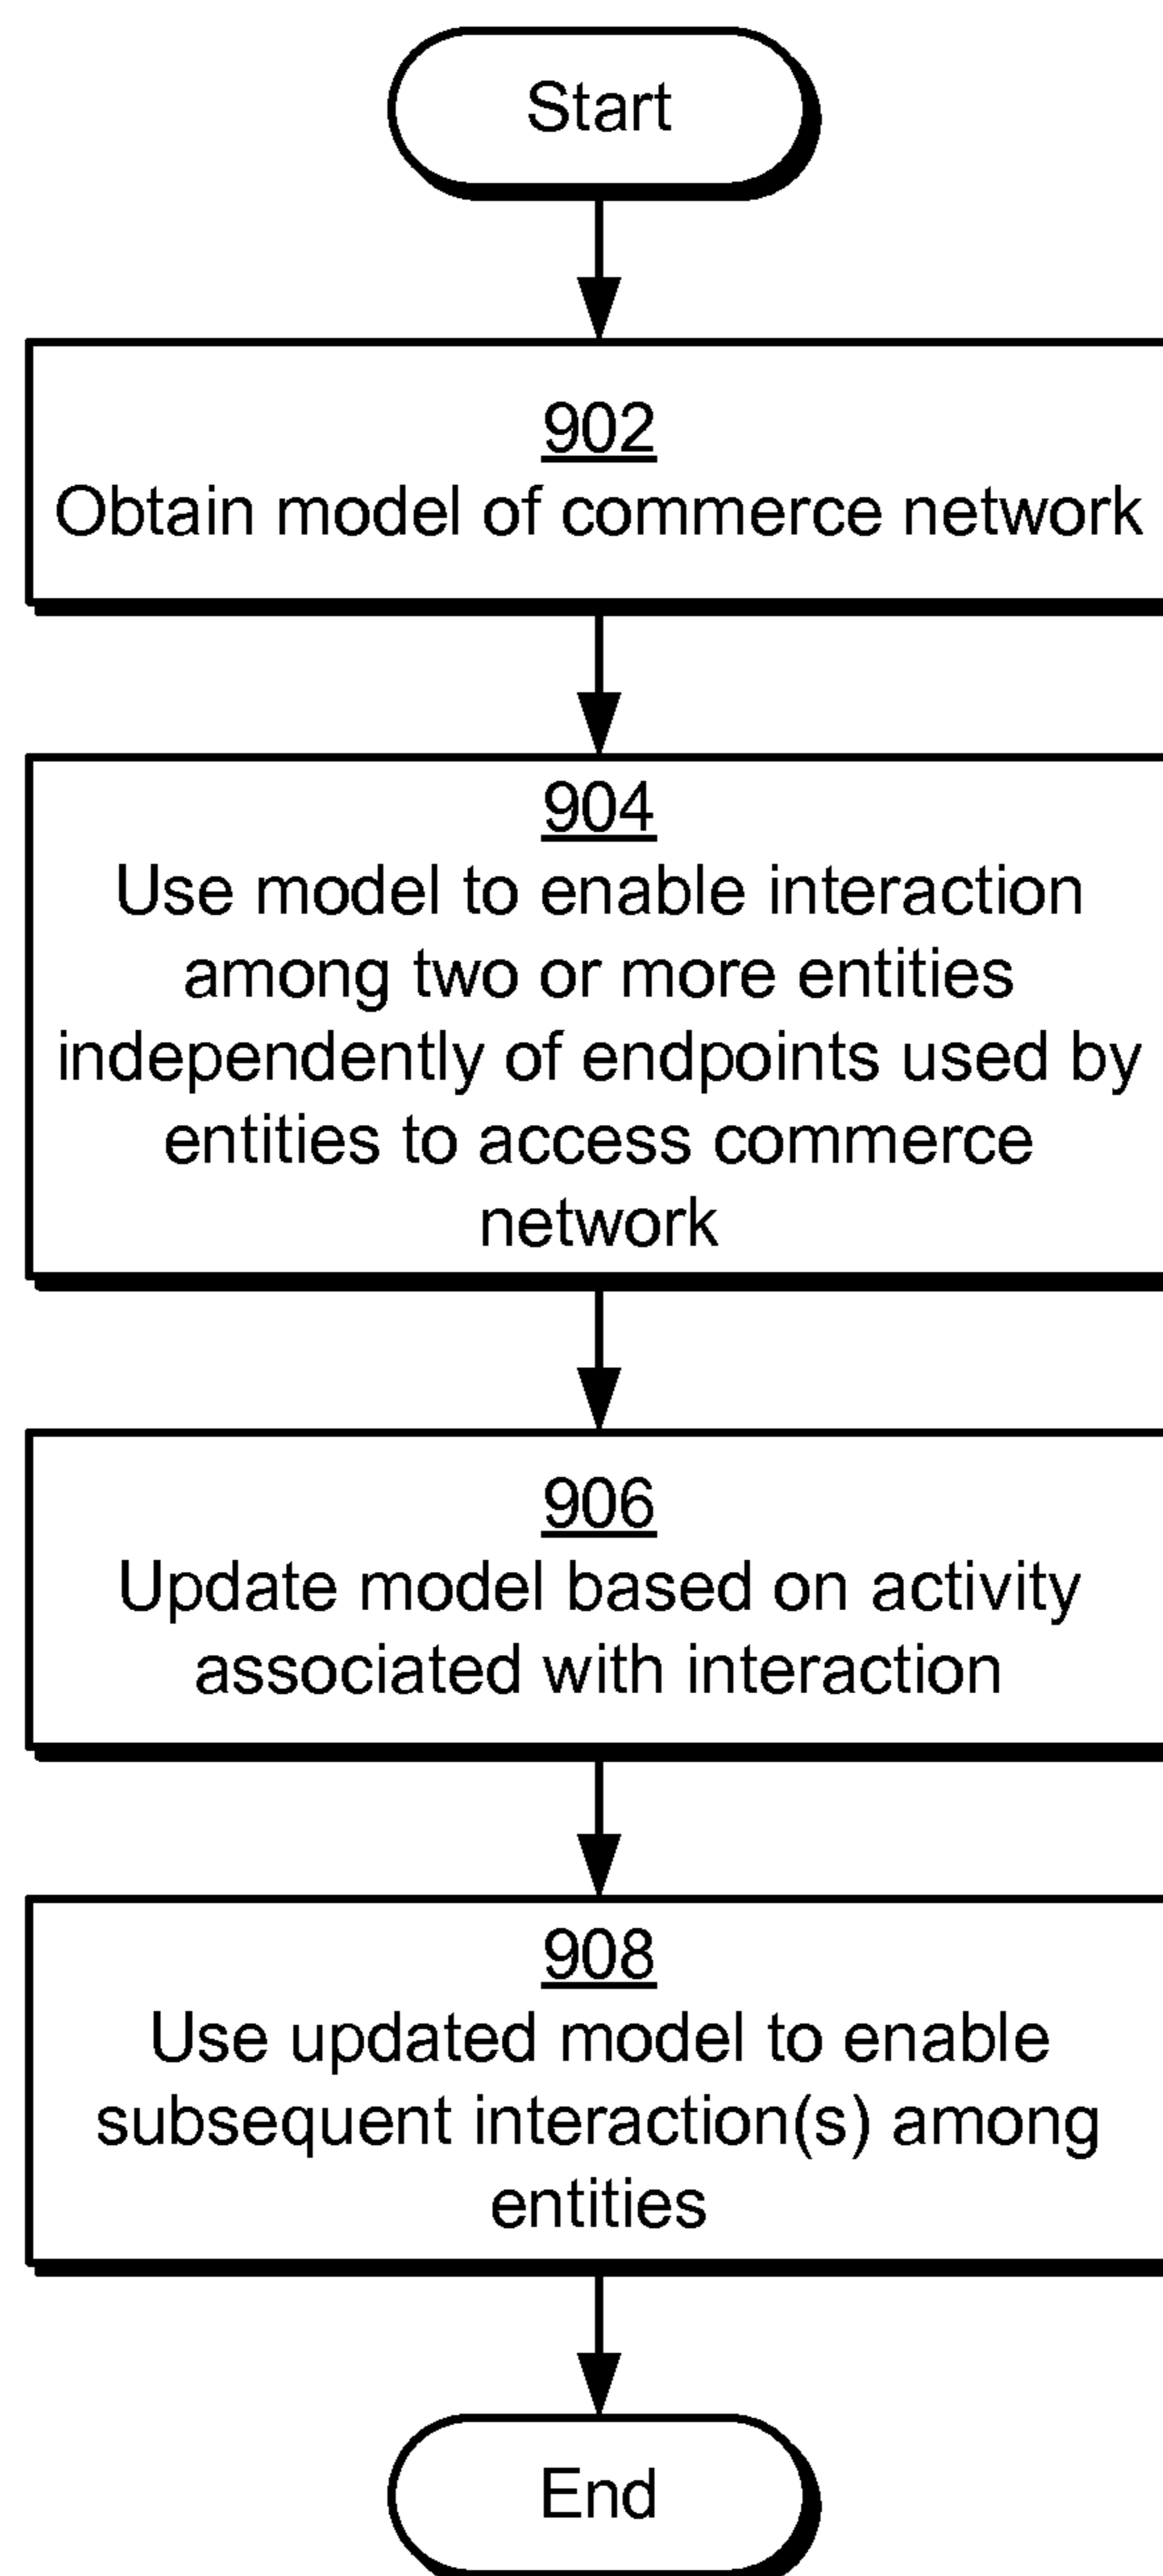 Start
902
Obtain model of commerce network
904
Use model to enable interaction
among two or more entities
independently of endpoints used by
entities to access commerce
network
906
Update model based on activity
associated with interaction
908
Use updated model to enable
subsequent interaction(s) among
entities
End